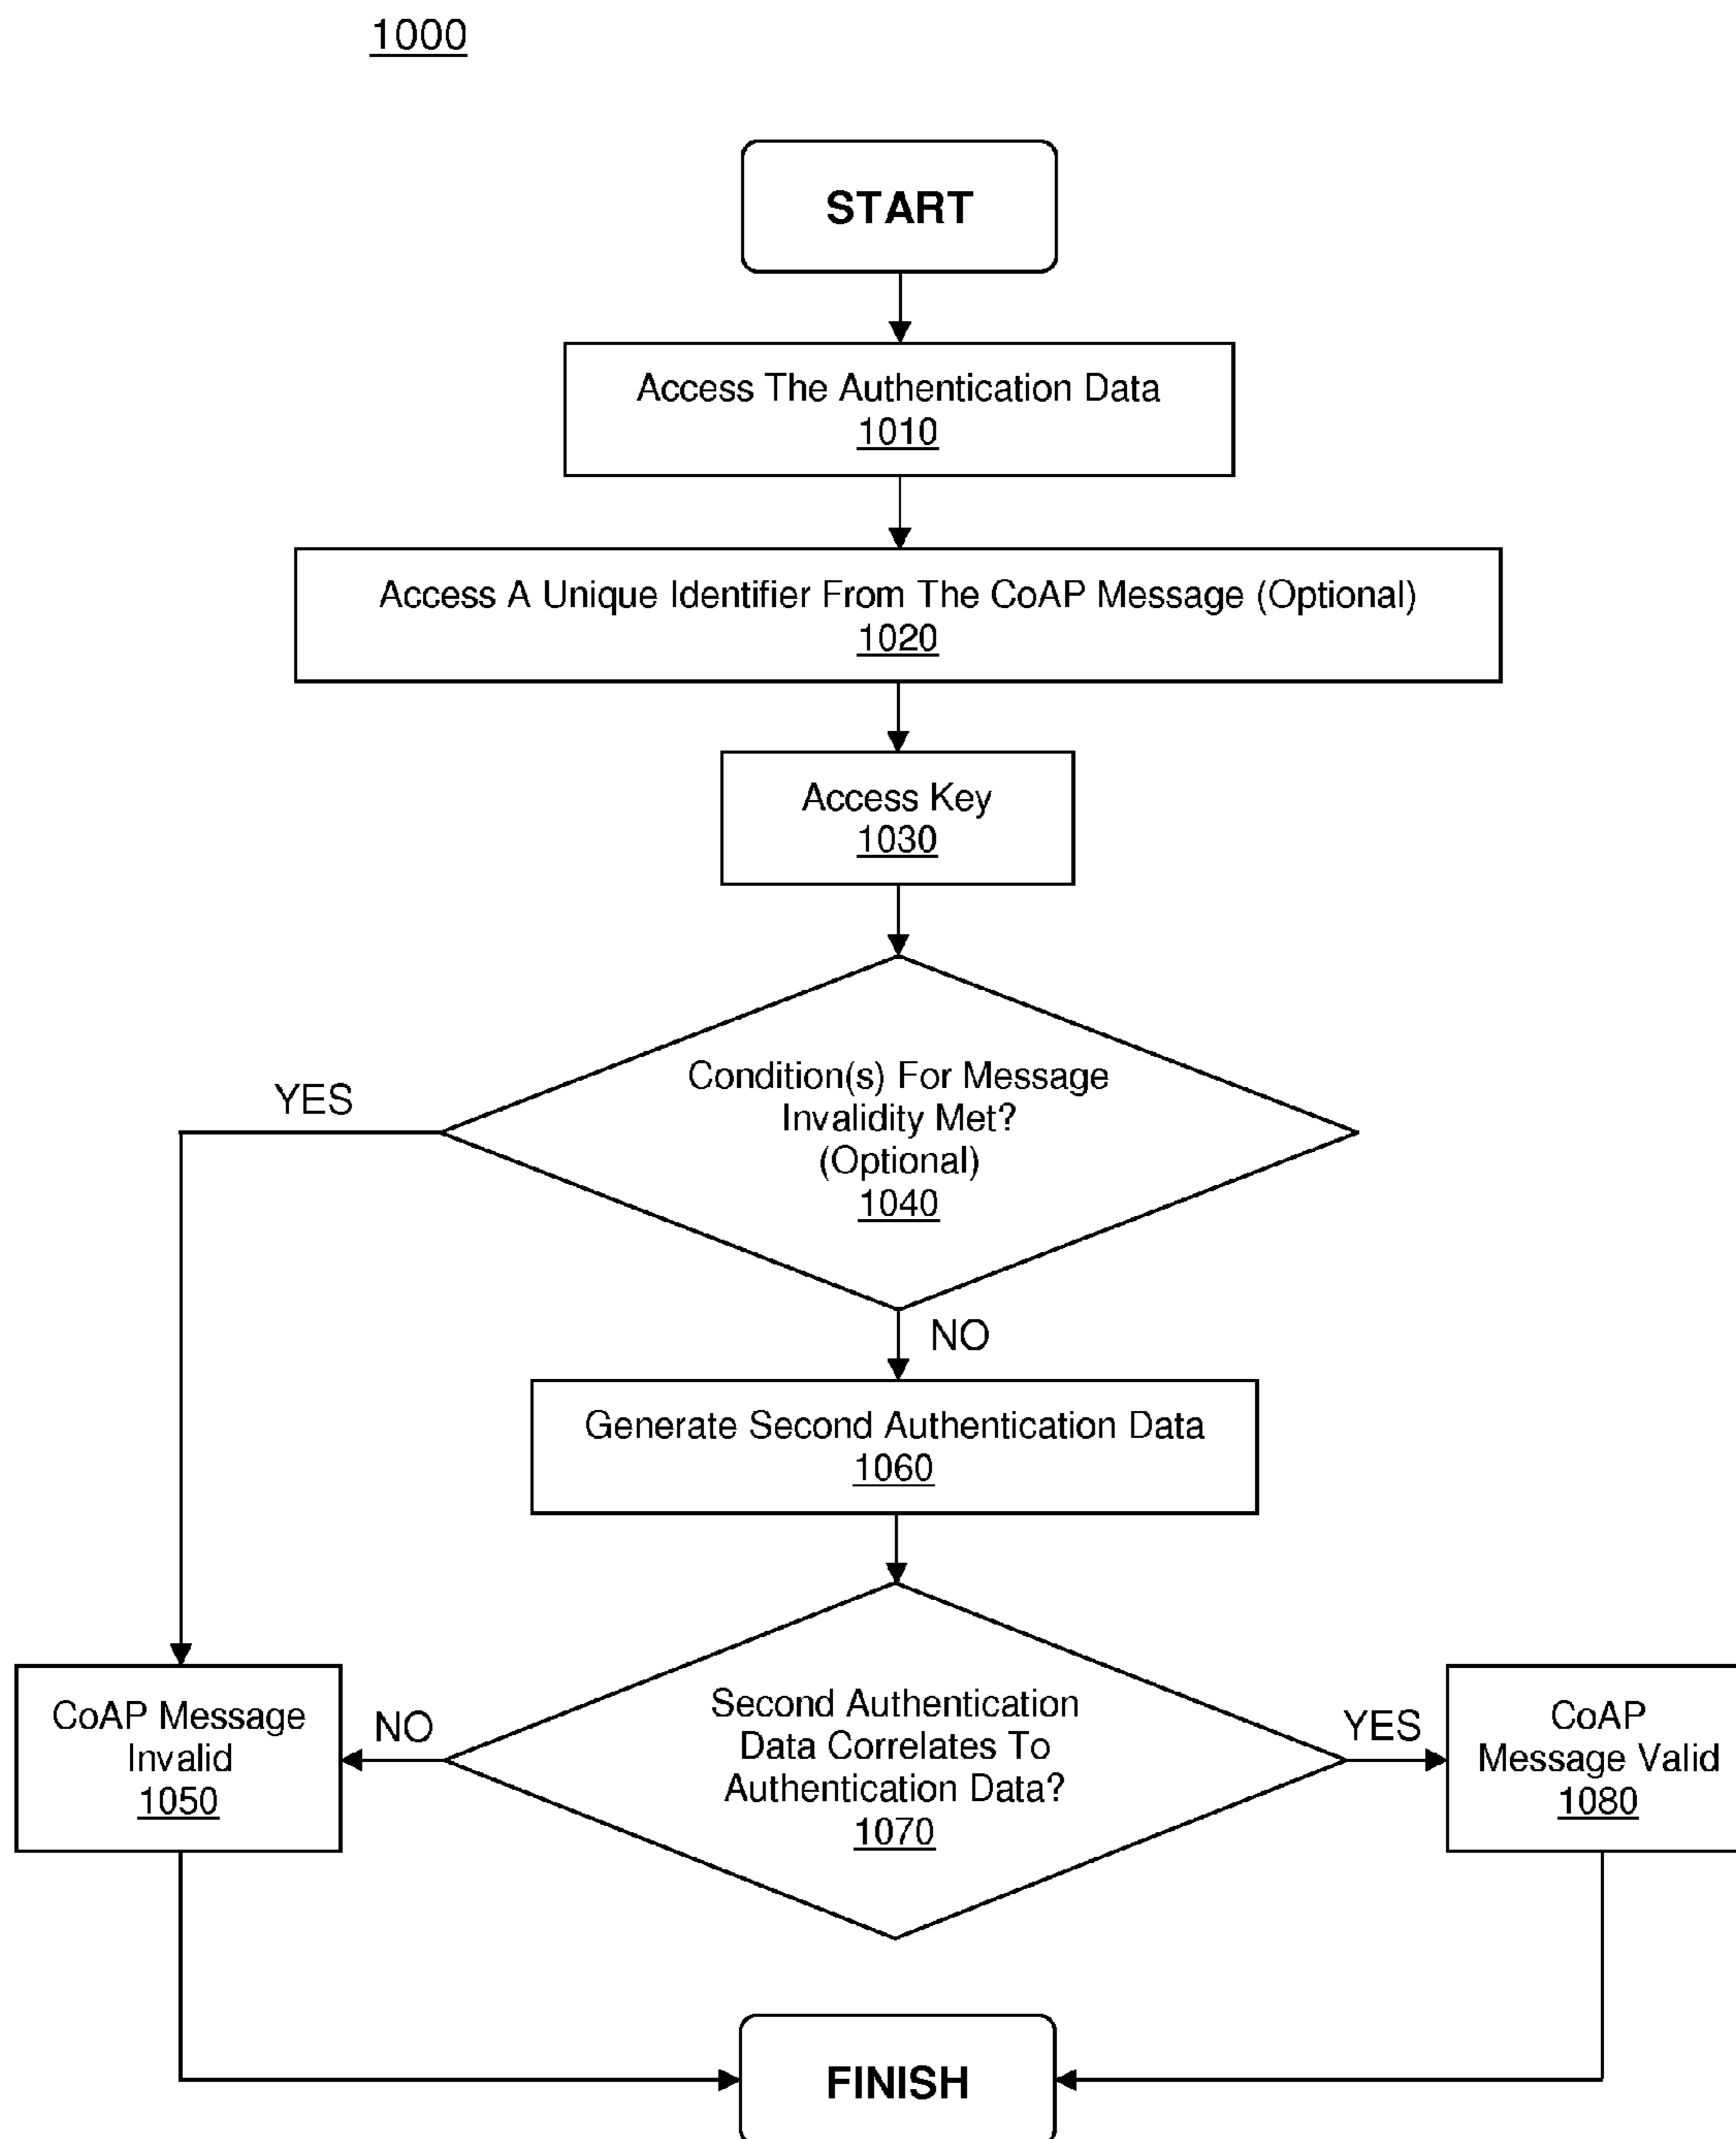 1000
START
Access The Authentication Data
1010
Access A Unique Identifier From The CoAP Message (Optional)
1020
Access Key
1030
Condition(s) For Message
Invalidity Met?
(Optional)
1040
YES
NO
Generate Second Authentication Data
1060
Second Authentication
Data Correlates To
Authentication Data?
1070
NO
YES
CoAP Message
Invalid
1050
CoAP
Message Valid
1080
FINISH